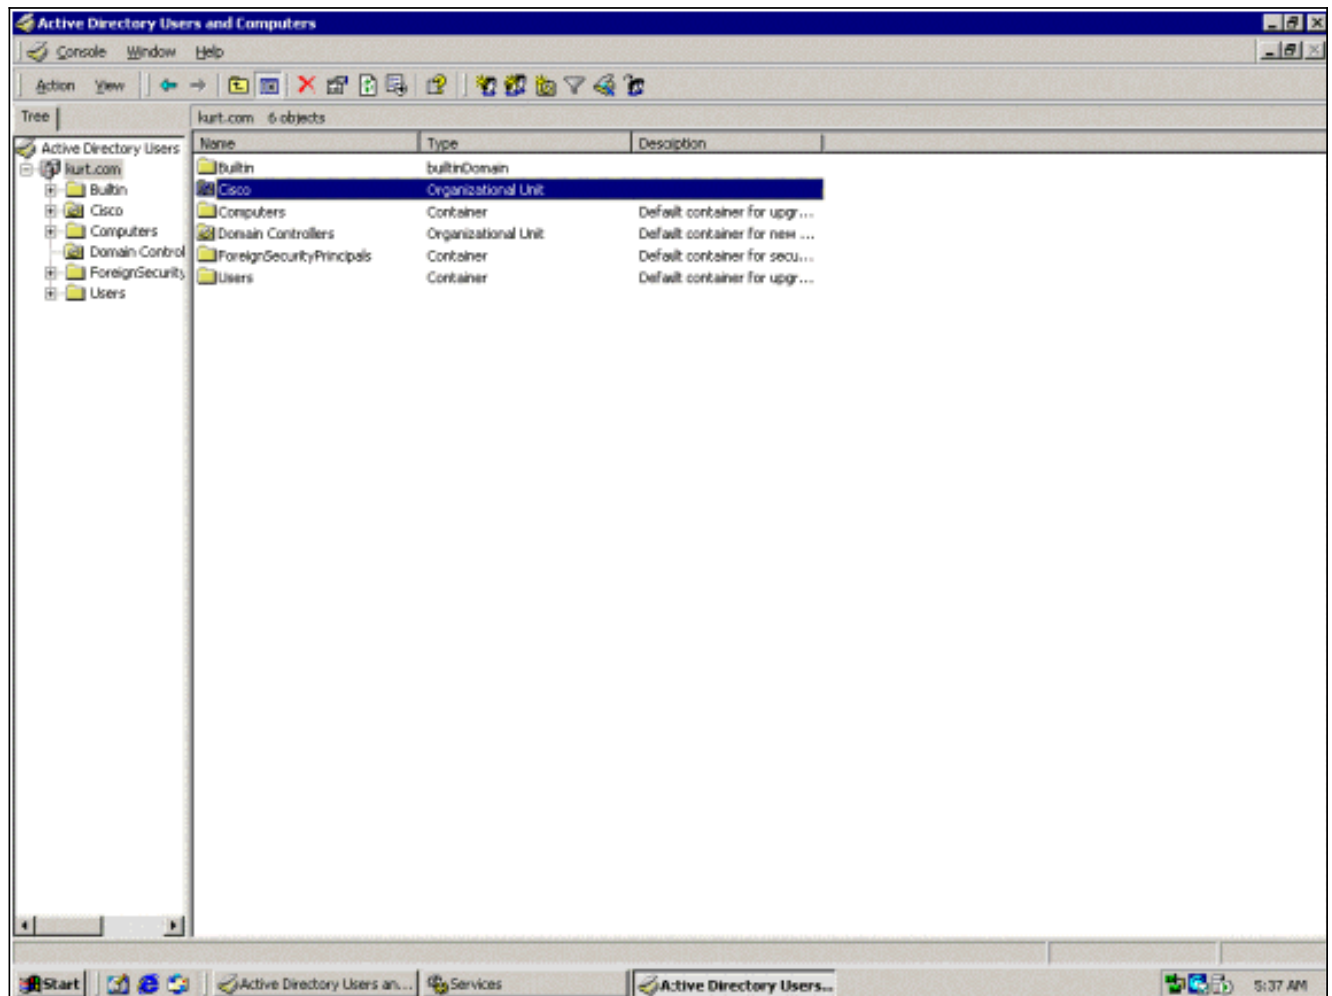 Active Directory Users and Computers
Console Window Help
Action View
Tree
kurt.com 6 objects
Active Directory Users
kurt.com
Builtin
Cisco
Computers
Domain Control
ForeignSecurity
Users
Name Type Description
Builtin builtinDomain
Cisco Organizational Unit
Computers Container Default container for upgr...
Domain Controllers Organizational Unit Default container for new ...
ForeignSecurityPrincipals Container Default container for secu...
Users Container Default container for upgr...
Start Active Directory Users an... Services Active Directory Users... 5:37 AM